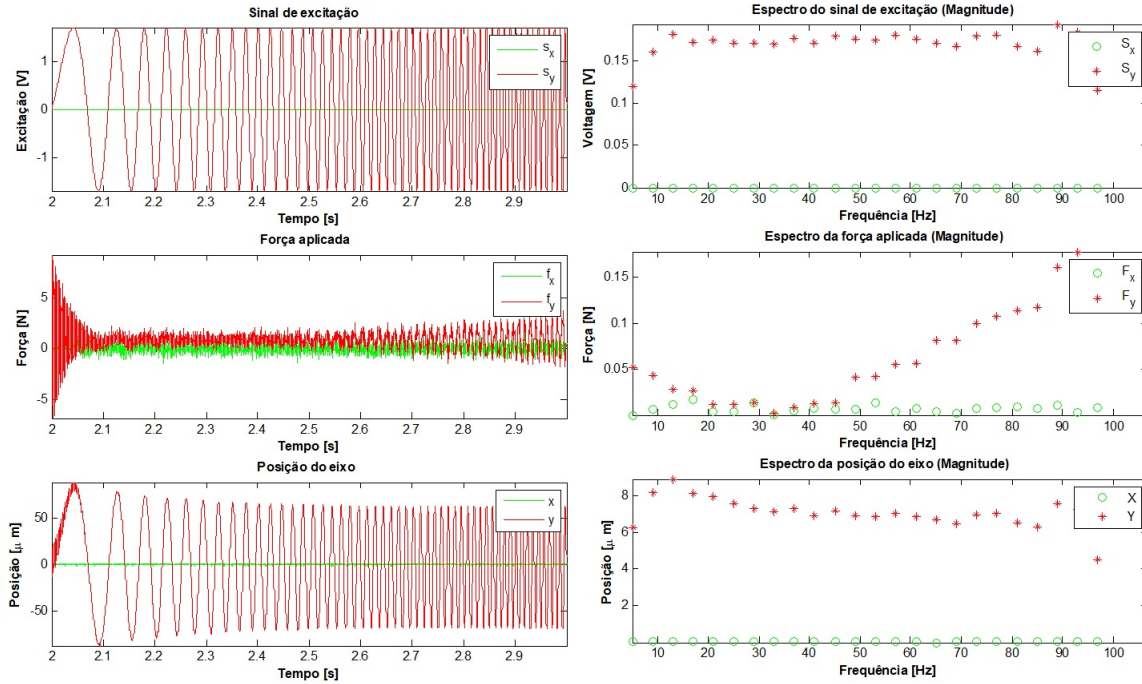 Sinal de excitação
Excitação [V]
1
0
-1
s_x
s_y
2 2.1 2.2 2.3 2.4 2.5 2.6 2.7 2.8 2.9
Tempo [s]
Espectro do sinal de excitação (Magnitude)
Voltagem [V]
0.15
0.1
0.05
0
S_x
S_y
10 20 30 40 50 60 70 80 90 100
Frequência [Hz]
Força aplicada
Força [N]
5
0
-5
f_x
f_y
2 2.1 2.2 2.3 2.4 2.5 2.6 2.7 2.8 2.9
Tempo [s]
Espectro da força aplicada (Magnitude)
Força [N]
0.15
0.1
0.05
F_x
F_y
10 20 30 40 50 60 70 80 90 100
Frequência [Hz]
Posição do eixo
Posição [μ m]
50
0
-50
x
y
2 2.1 2.2 2.3 2.4 2.5 2.6 2.7 2.8 2.9
Tempo [s]
Espectro da posição do eixo (Magnitude)
Posição [μ m]
8
6
4
2
X
Y
10 20 30 40 50 60 70 80 90 100
Frequência [Hz]